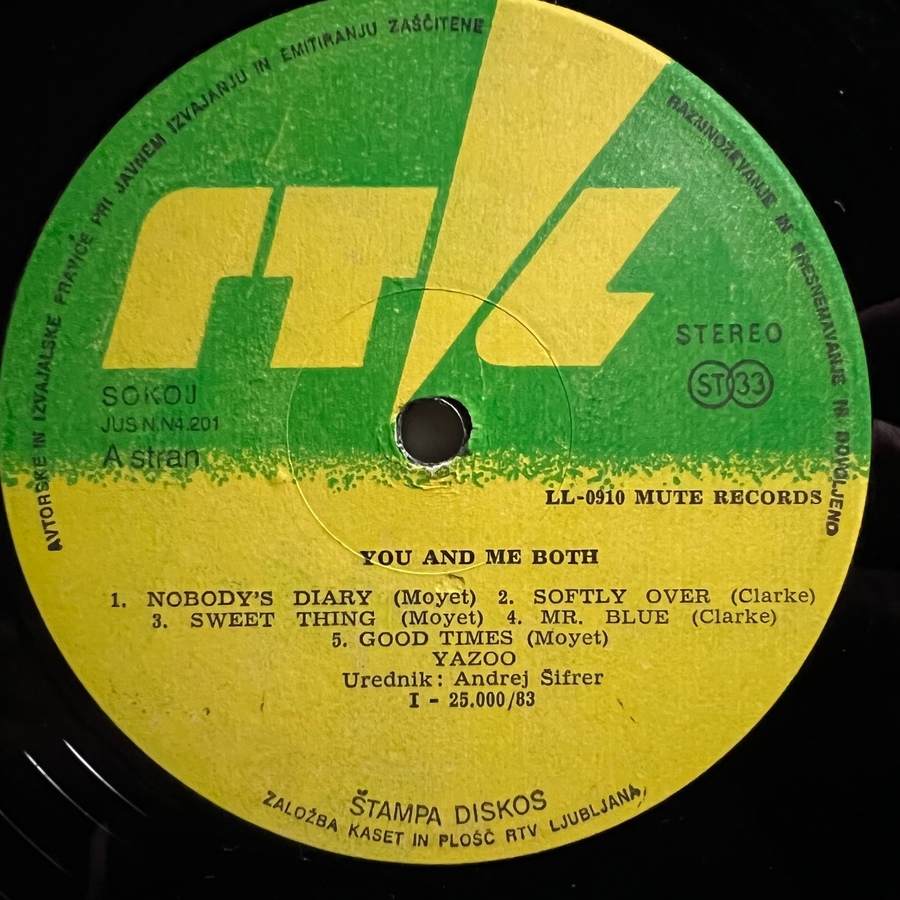 AVTORSKE IN IZVAJALSKE PRAVICE PRI JAVNEM IZVAJANJU IN EMITIRANJU ZAŠČITENE
RAZMNOŽEVANJE IN PRESNEMAVANJE NI DOVOLJENO
RTL
STEREO
ST 33
SOKOJ
JUS N.N4.201
A stran
LL-0910 MUTE RECORDS
YOU AND ME BOTH
1. NOBODY'S DIARY (Moyet) 2. SOFTLY OVER (Clarke)
3. SWEET THING (Moyet) 4. MR. BLUE (Clarke)
5. GOOD TIMES (Moyet)
YAZOO
Urednik: Andrej Šifrer
I - 25.000/83
ŠTAMPA DISKOS
ZALOŽBA KASET IN PLOŠČ RTV LJUBLJANA